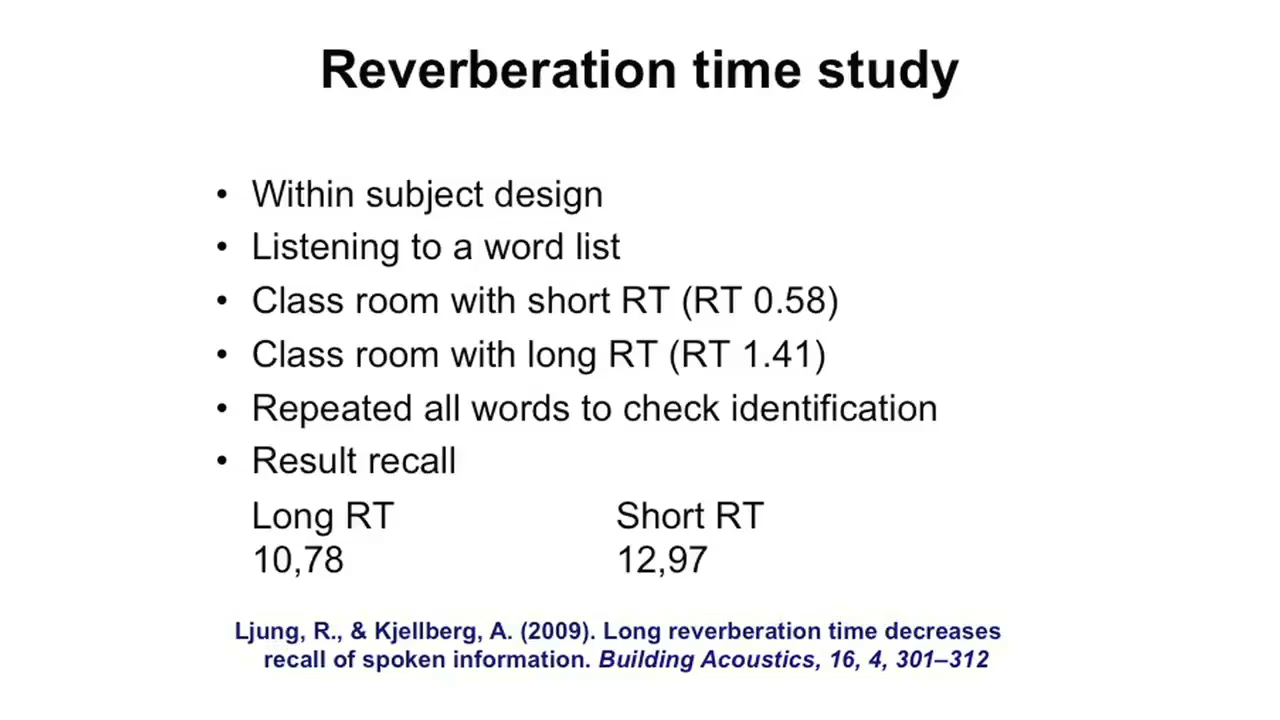 Reverberation time study
• Within subject design
• Listening to a word list
• Class room with short RT (RT 0.58)
• Class room with long RT (RT 1.41)
• Repeated all words to check identification
• Result recall
Long RT Short RT
10,78 12,97
Ljung, R., & Kjellberg, A. (2009). Long reverberation time decreases
recall of spoken information. Building Acoustics, 16, 4, 301–312